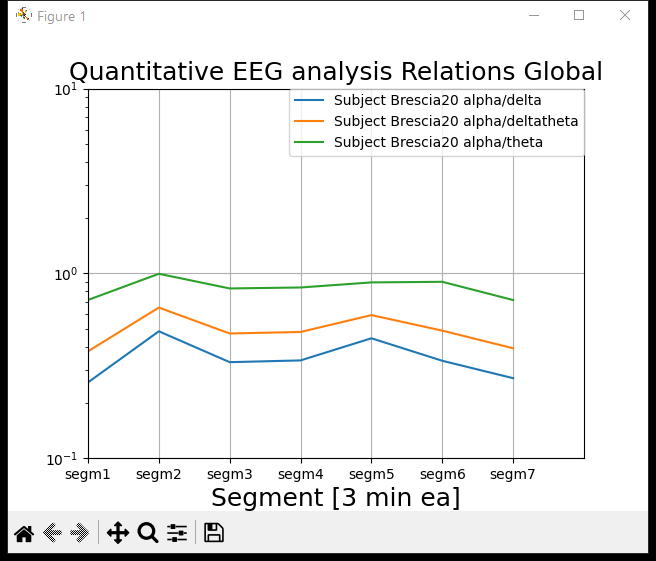 Figure 1
Quantitative EEG analysis Relations Global
10¹
Subject Brescia20 alpha/delta
Subject Brescia20 alpha/deltatheta
Subject Brescia20 alpha/theta
10⁰
10⁻¹
segm1 segm2 segm3 segm4 segm5 segm6 segm7
Segment [3 min ea]